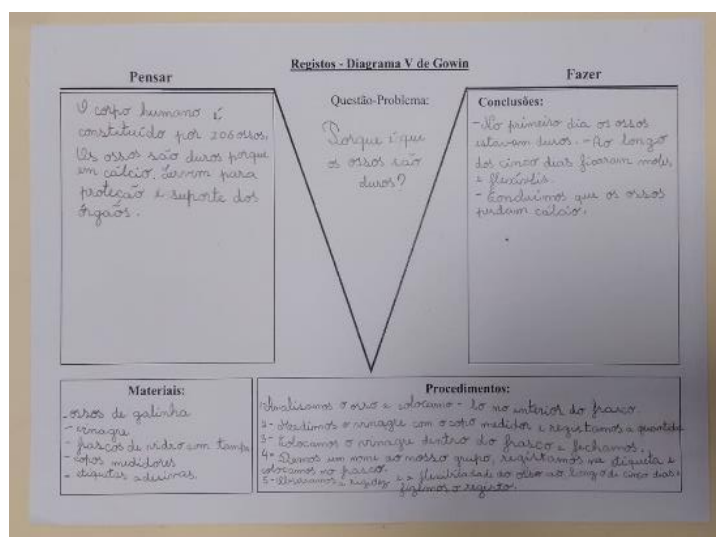 Registos - Diagrama V de Gowin
Pensar
O corpo humano é
constituído por 206 ossos.
Os ossos são duros porque
em cálcio. Servem para
proteção e suporte dos
órgaõs.
Questão-Problema:
Porque é que
os ossos são
duros?
Fazer
Conclusões:
- No primeiro dia os ossos
estavam duros. - Ao longo
dos cinco dias ficaram moles
e flexíveis.
- Concluímos que os ossos
perdam cálcio.
Materiais:
- ossos de galinha
- vinagre
- frascos de vidro com tampa
- copos medidores
- etiquetas adesivas.
Procedimentos:
Analisamos o osso e colocamo-lo no interior do frasco.
2- Medimos o vinagre com o copo medidor e registamos a quantidade
3- Colocamos o vinagre dentro do frasco e fechamos.
4- Demos um nome ao nosso grupo, registamos na etiqueta e
colocamos no frasco.
5- Observamos a rigidez e a flexibilidade do osso ao longo de cinco dias e
fizemos o registo.